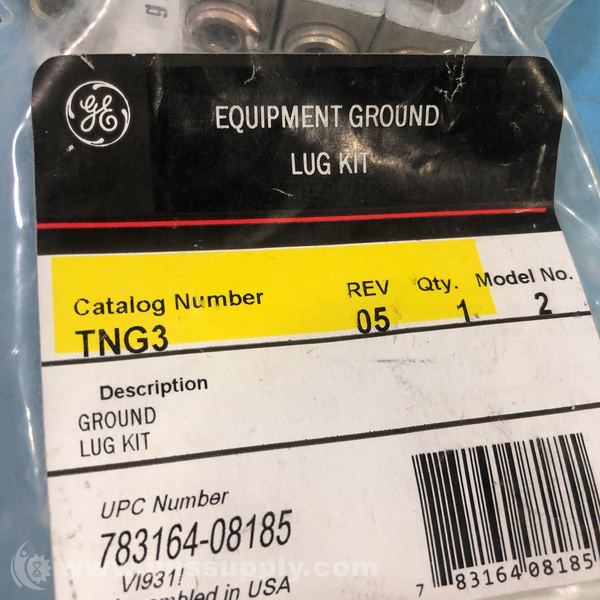 g
GE
EQUIPMENT GROUND
LUG KIT
Catalog Number REV Qty. Model No.
TNG3 05 1 2
Description
GROUND
LUG KIT
UPC Number
783164-08185
VI931!
Assembled in USA
7 83164 08185